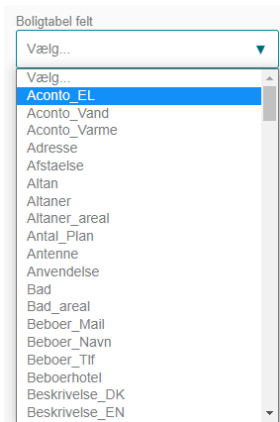 Boligtabel felt
Vælg...
Vælg...
Aconto_EL
Aconto_Vand
Aconto_Varme
Adresse
Afstaelse
Altan
Altaner
Altaner_areal
Antal_Plan
Antenne
Anvendelse
Bad
Bad_areal
Beboer_Mail
Beboer_Navn
Beboer_Tlf
Beboerhotel
Beskrivelse_DK
Beskrivelse_EN